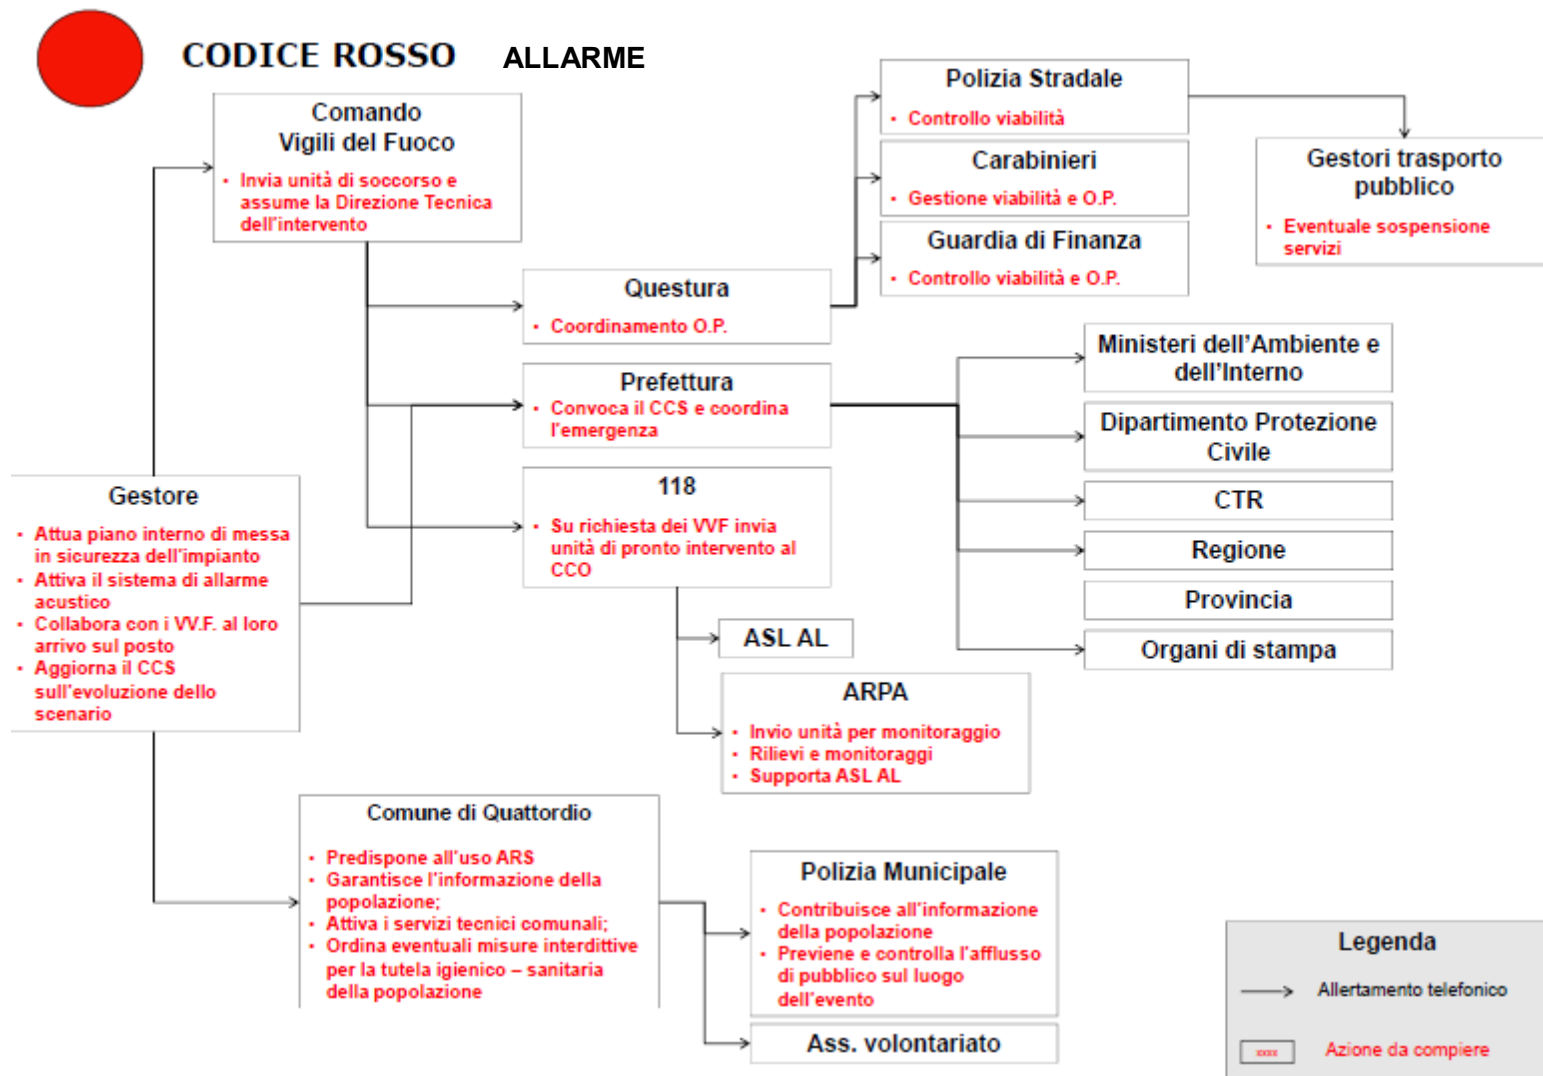 CODICE ROSSO ALLARME
Comando
Vigili del Fuoco
• Invia unità di soccorso e
assume la Direzione Tecnica
dell'intervento
Polizia Stradale
• Controllo viabilità
Carabinieri
• Gestione viabilità e O.P.
Guardia di Finanza
• Controllo viabilità e O.P.
Gestori trasporto
pubblico
• Eventuale sospensione
servizi
Questura
• Coordinamento O.P.
Prefettura
• Convoca il CCS e coordina
l'emergenza
118
• Su richiesta dei VVF invia
unità di pronto intervento al
CCO
Ministeri dell'Ambiente e
dell'Interno
Dipartimento Protezione
Civile
CTR
Regione
Provincia
Organi di stampa
Gestore
• Attua piano interno di messa
in sicurezza dell'impianto
• Attiva il sistema di allarme
acustico
• Collabora con i VV.F. al loro
arrivo sul posto
• Aggiorna il CCS
sull'evoluzione dello
scenario
ASL AL
ARPA
• Invio unità per monitoraggio
• Rilievi e monitoraggi
• Supporta ASL AL
Comune di Quattordio
• Predispone all'uso ARS
• Garantisce l'informazione della
popolazione;
• Attiva i servizi tecnici comunali;
• Ordina eventuali misure interdittive
per la tutela igienico – sanitaria
della popolazione
Polizia Municipale
• Contribuisce all'informazione
della popolazione
• Previene e controlla l'afflusso
di pubblico sul luogo
dell'evento
Ass. volontariato
Legenda
Allertamento telefonico
xxxx Azione da compiere